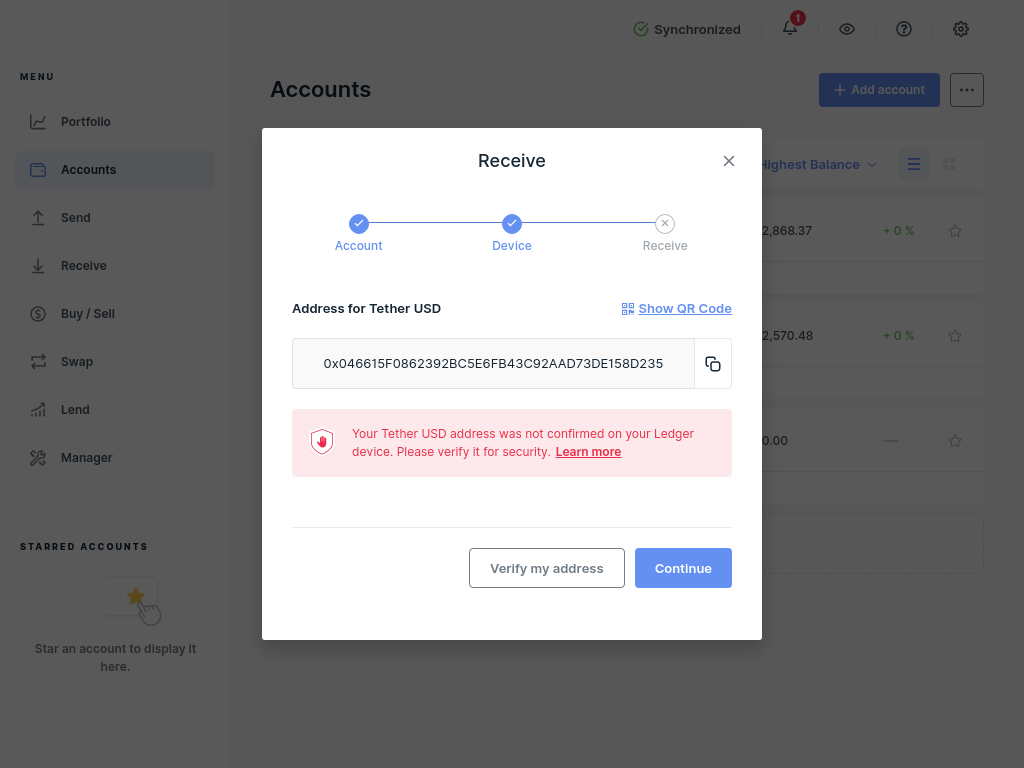 Synchronized
1
MENU
Portfolio
Accounts
Send
Receive
Buy / Sell
Swap
Lend
Manager
STARRED ACCOUNTS
Star an account to display it
here.
Accounts
+ Add account
Highest Balance
2,868.37
+ 0 %
2,570.48
+ 0 %
0.00
—
Receive
Account
Device
Receive
Address for Tether USD
Show QR Code
0x046615F0862392BC5E6FB43C92AAD73DE158D235
Your Tether USD address was not confirmed on your Ledger
device. Please verify it for security. Learn more
Verify my address
Continue